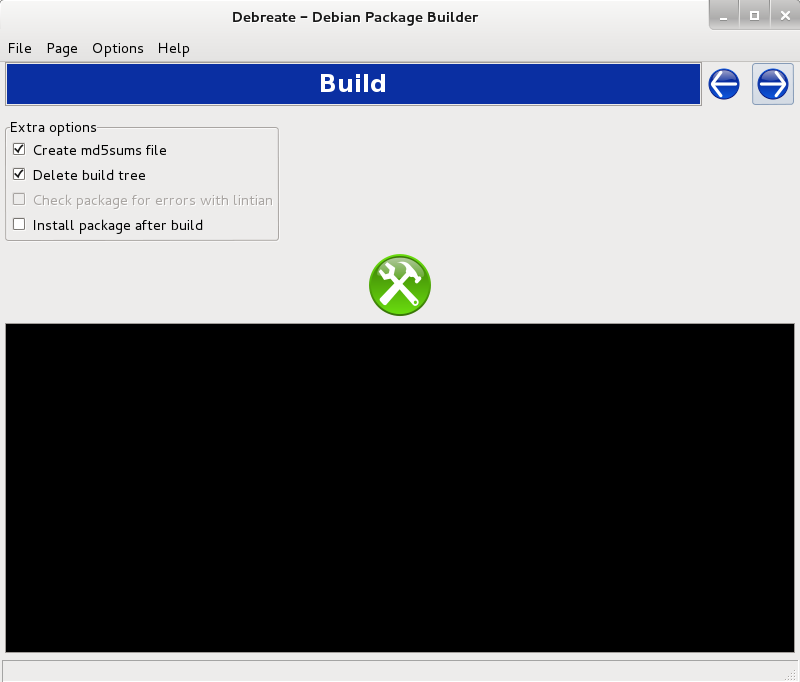 Debreate – Debian Package Builder
File Page Options Help
Build
Extra options
Create md5sums file
Delete build tree
Check package for errors with lintian
Install package after build